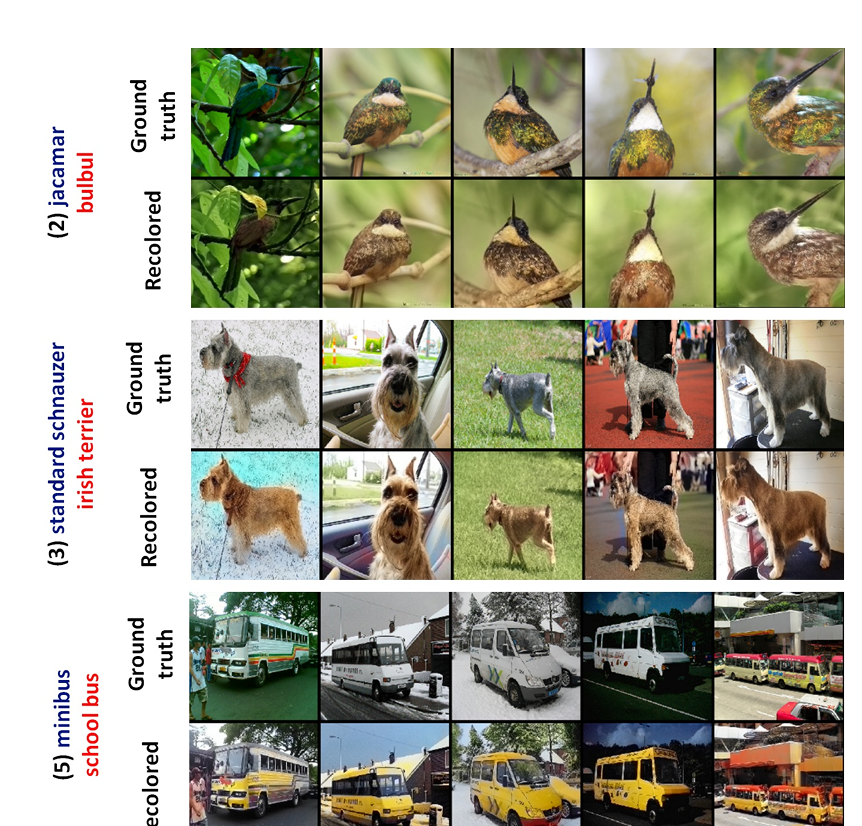 (2) jacamar
bulbul
Ground
truth
Recolored
(3) standard schnauzer
irish terrier
Ground
truth
Recolored
(5) minibus
school bus
Ground
truth
ecolored